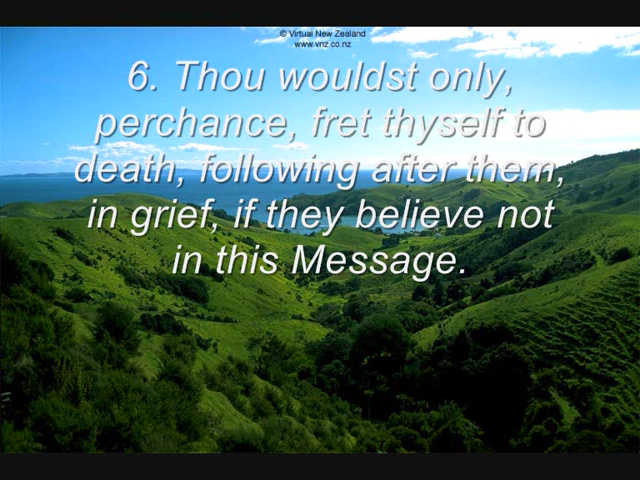 © Virtual New Zealand
www.vnz.co.nz
6. Thou wouldst only,
perchance, fret thyself to
death, following after them,
in grief, if they believe not
in this Message.